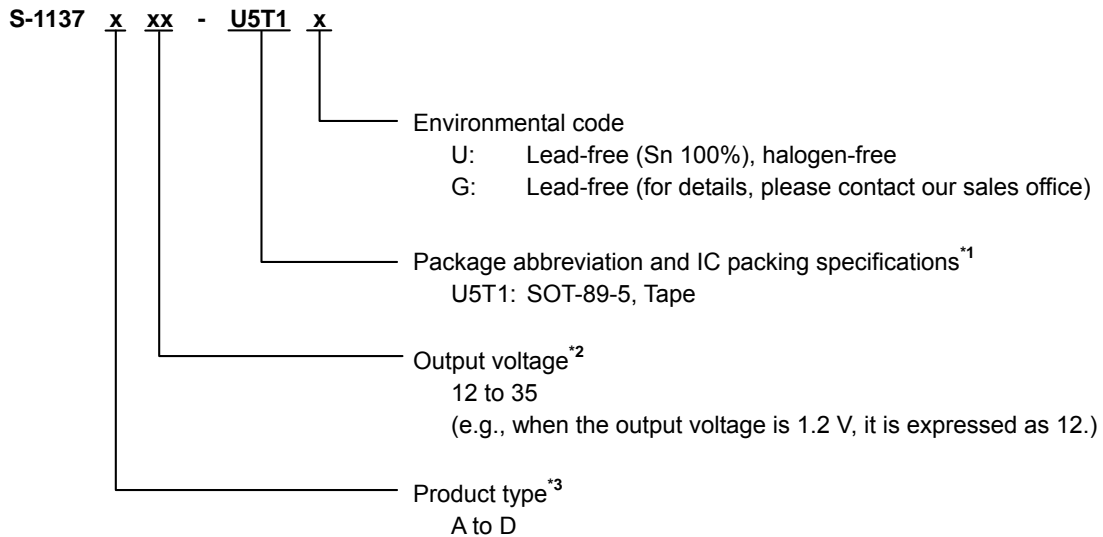 S-1137 x xx - U5T1 x
Environmental code
U: Lead-free (Sn 100%), halogen-free
G: Lead-free (for details, please contact our sales office)
Package abbreviation and IC packing specifications*1
U5T1: SOT-89-5, Tape
Output voltage*2
12 to 35
(e.g., when the output voltage is 1.2 V, it is expressed as 12.)
Product type*3
A to D